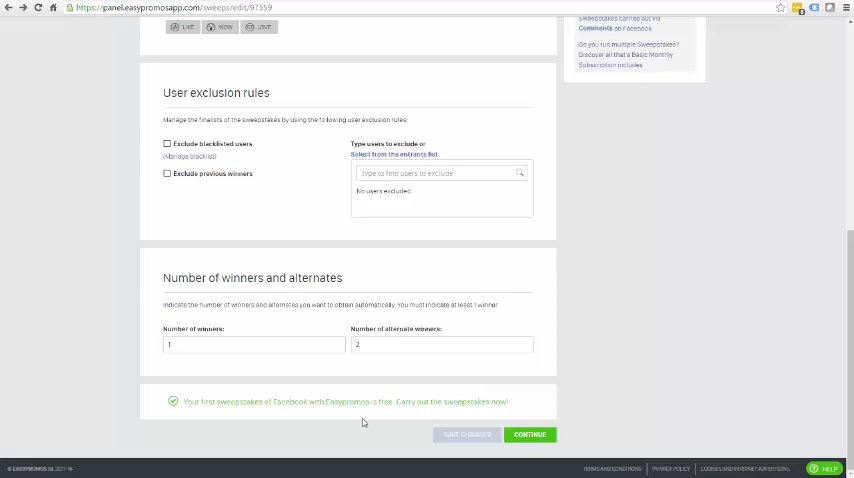 https://panel.easypromosapp.com/sweeps/edit/97559
LIKE
WOW
LOVE
Sweepstakes carried out via
Comments on Facebook
Do you run multiple Sweepstakes?
Discover all that a Basic Monthly
Subscription includes
User exclusion rules
Manage the finalists of the sweepstakes by using the following user exclusion rules:
Exclude blacklisted users
(Manage blacklist)
Exclude previous winners
Type users to exclude or
Select from the entrants list
Type to find users to exclude
No users excluded
Number of winners and alternates
Indicate the number of winners and alternates you want to obtain automatically. You must indicate at least 1 winner
Number of winners:
1
Number of alternate winners:
2
Your first sweepstakes of Facebook with Easypromos is free. Carry out the sweepstakes now!
SAVE CHANGES
CONTINUE
© EASYPROMOS SL 2011-16
TERMS AND CONDITIONS
PRIVACY POLICY
COOKIES AND INTERNET ADVERTISING
HELP